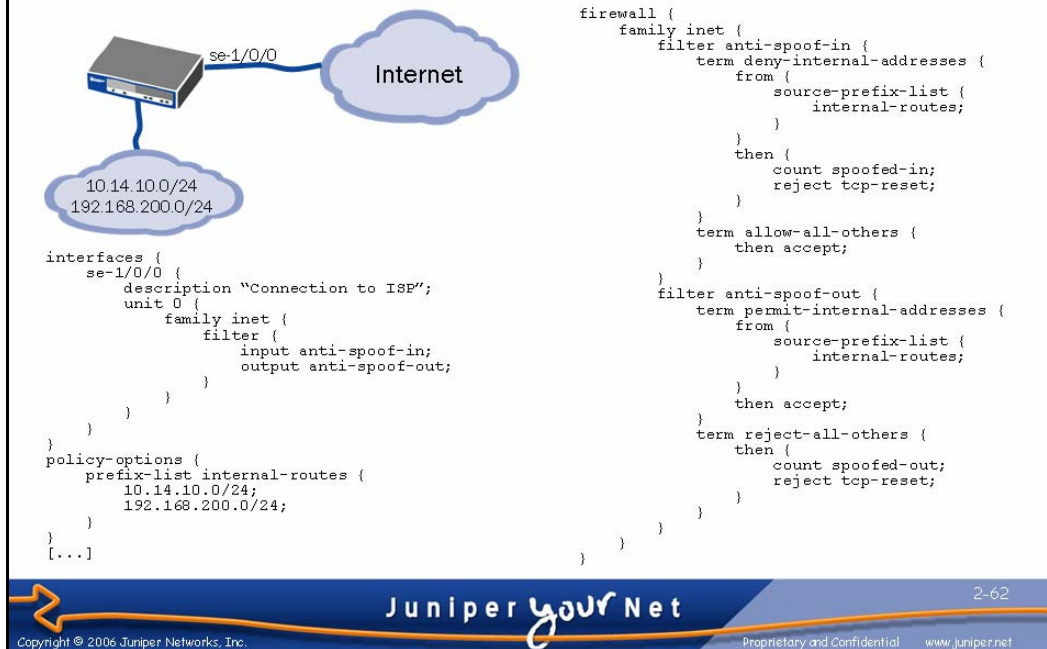 se-1/0/0
Internet
10.14.10.0/24
192.168.200.0/24
interfaces {
    se-1/0/0 {
        description “Connection to ISP”;
        unit 0 {
            family inet {
                filter {
                    input anti-spoof-in;
                    output anti-spoof-out;
                }
            }
        }
    }
}
policy-options {
    prefix-list internal-routes {
        10.14.10.0/24;
        192.168.200.0/24;
    }
}
[...]
firewall {
    family inet {
        filter anti-spoof-in {
            term deny-internal-addresses {
                from {
                    source-prefix-list {
                        internal-routes;
                    }
                }
                then {
                    count spoofed-in;
                    reject tcp-reset;
                }
            }
            term allow-all-others {
                then accept;
            }
        }
        filter anti-spoof-out {
            term permit-internal-addresses {
                from {
                    source-prefix-list {
                        internal-routes;
                    }
                }
                then accept;
            }
            term reject-all-others {
                then {
                    count spoofed-out;
                    reject tcp-reset;
                }
            }
        }
    }
}
Juniper your Net
2-62
Copyright © 2006 Juniper Networks, Inc.
Proprietary and Confidential www.juniper.net